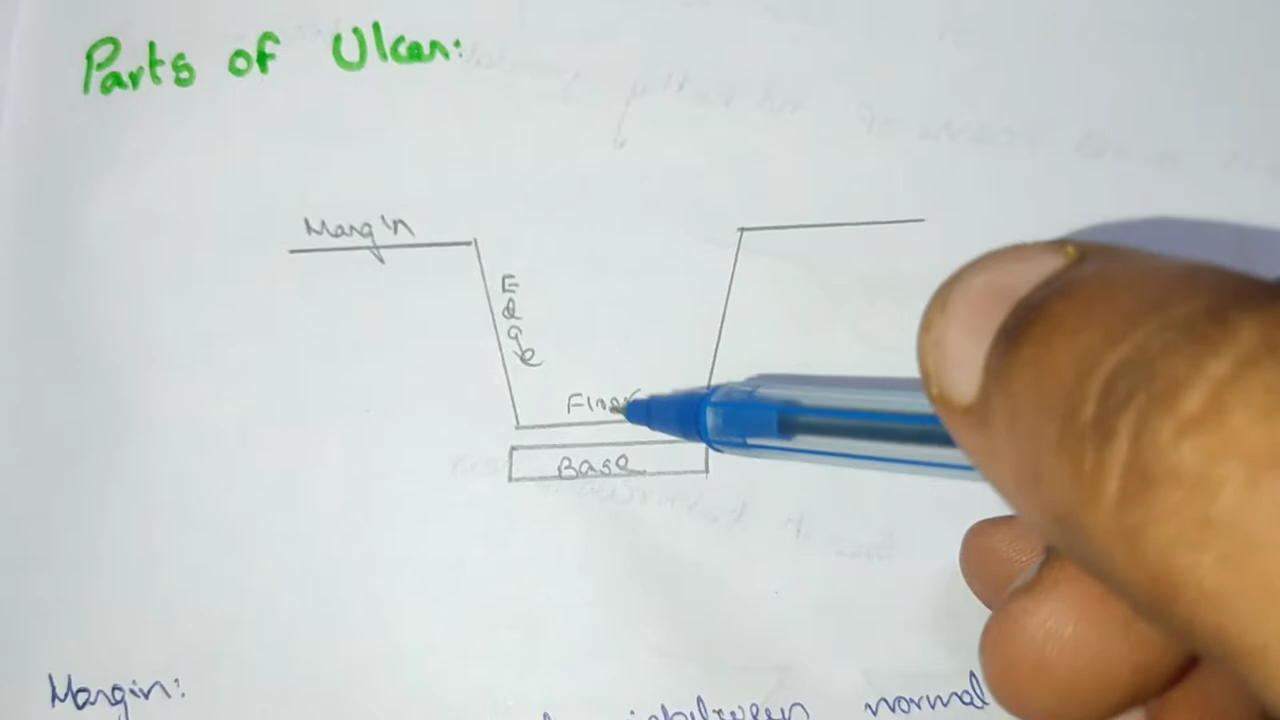 Parts of Ulcer:
Margin
Edge
Floor
Base
Margin:
normal